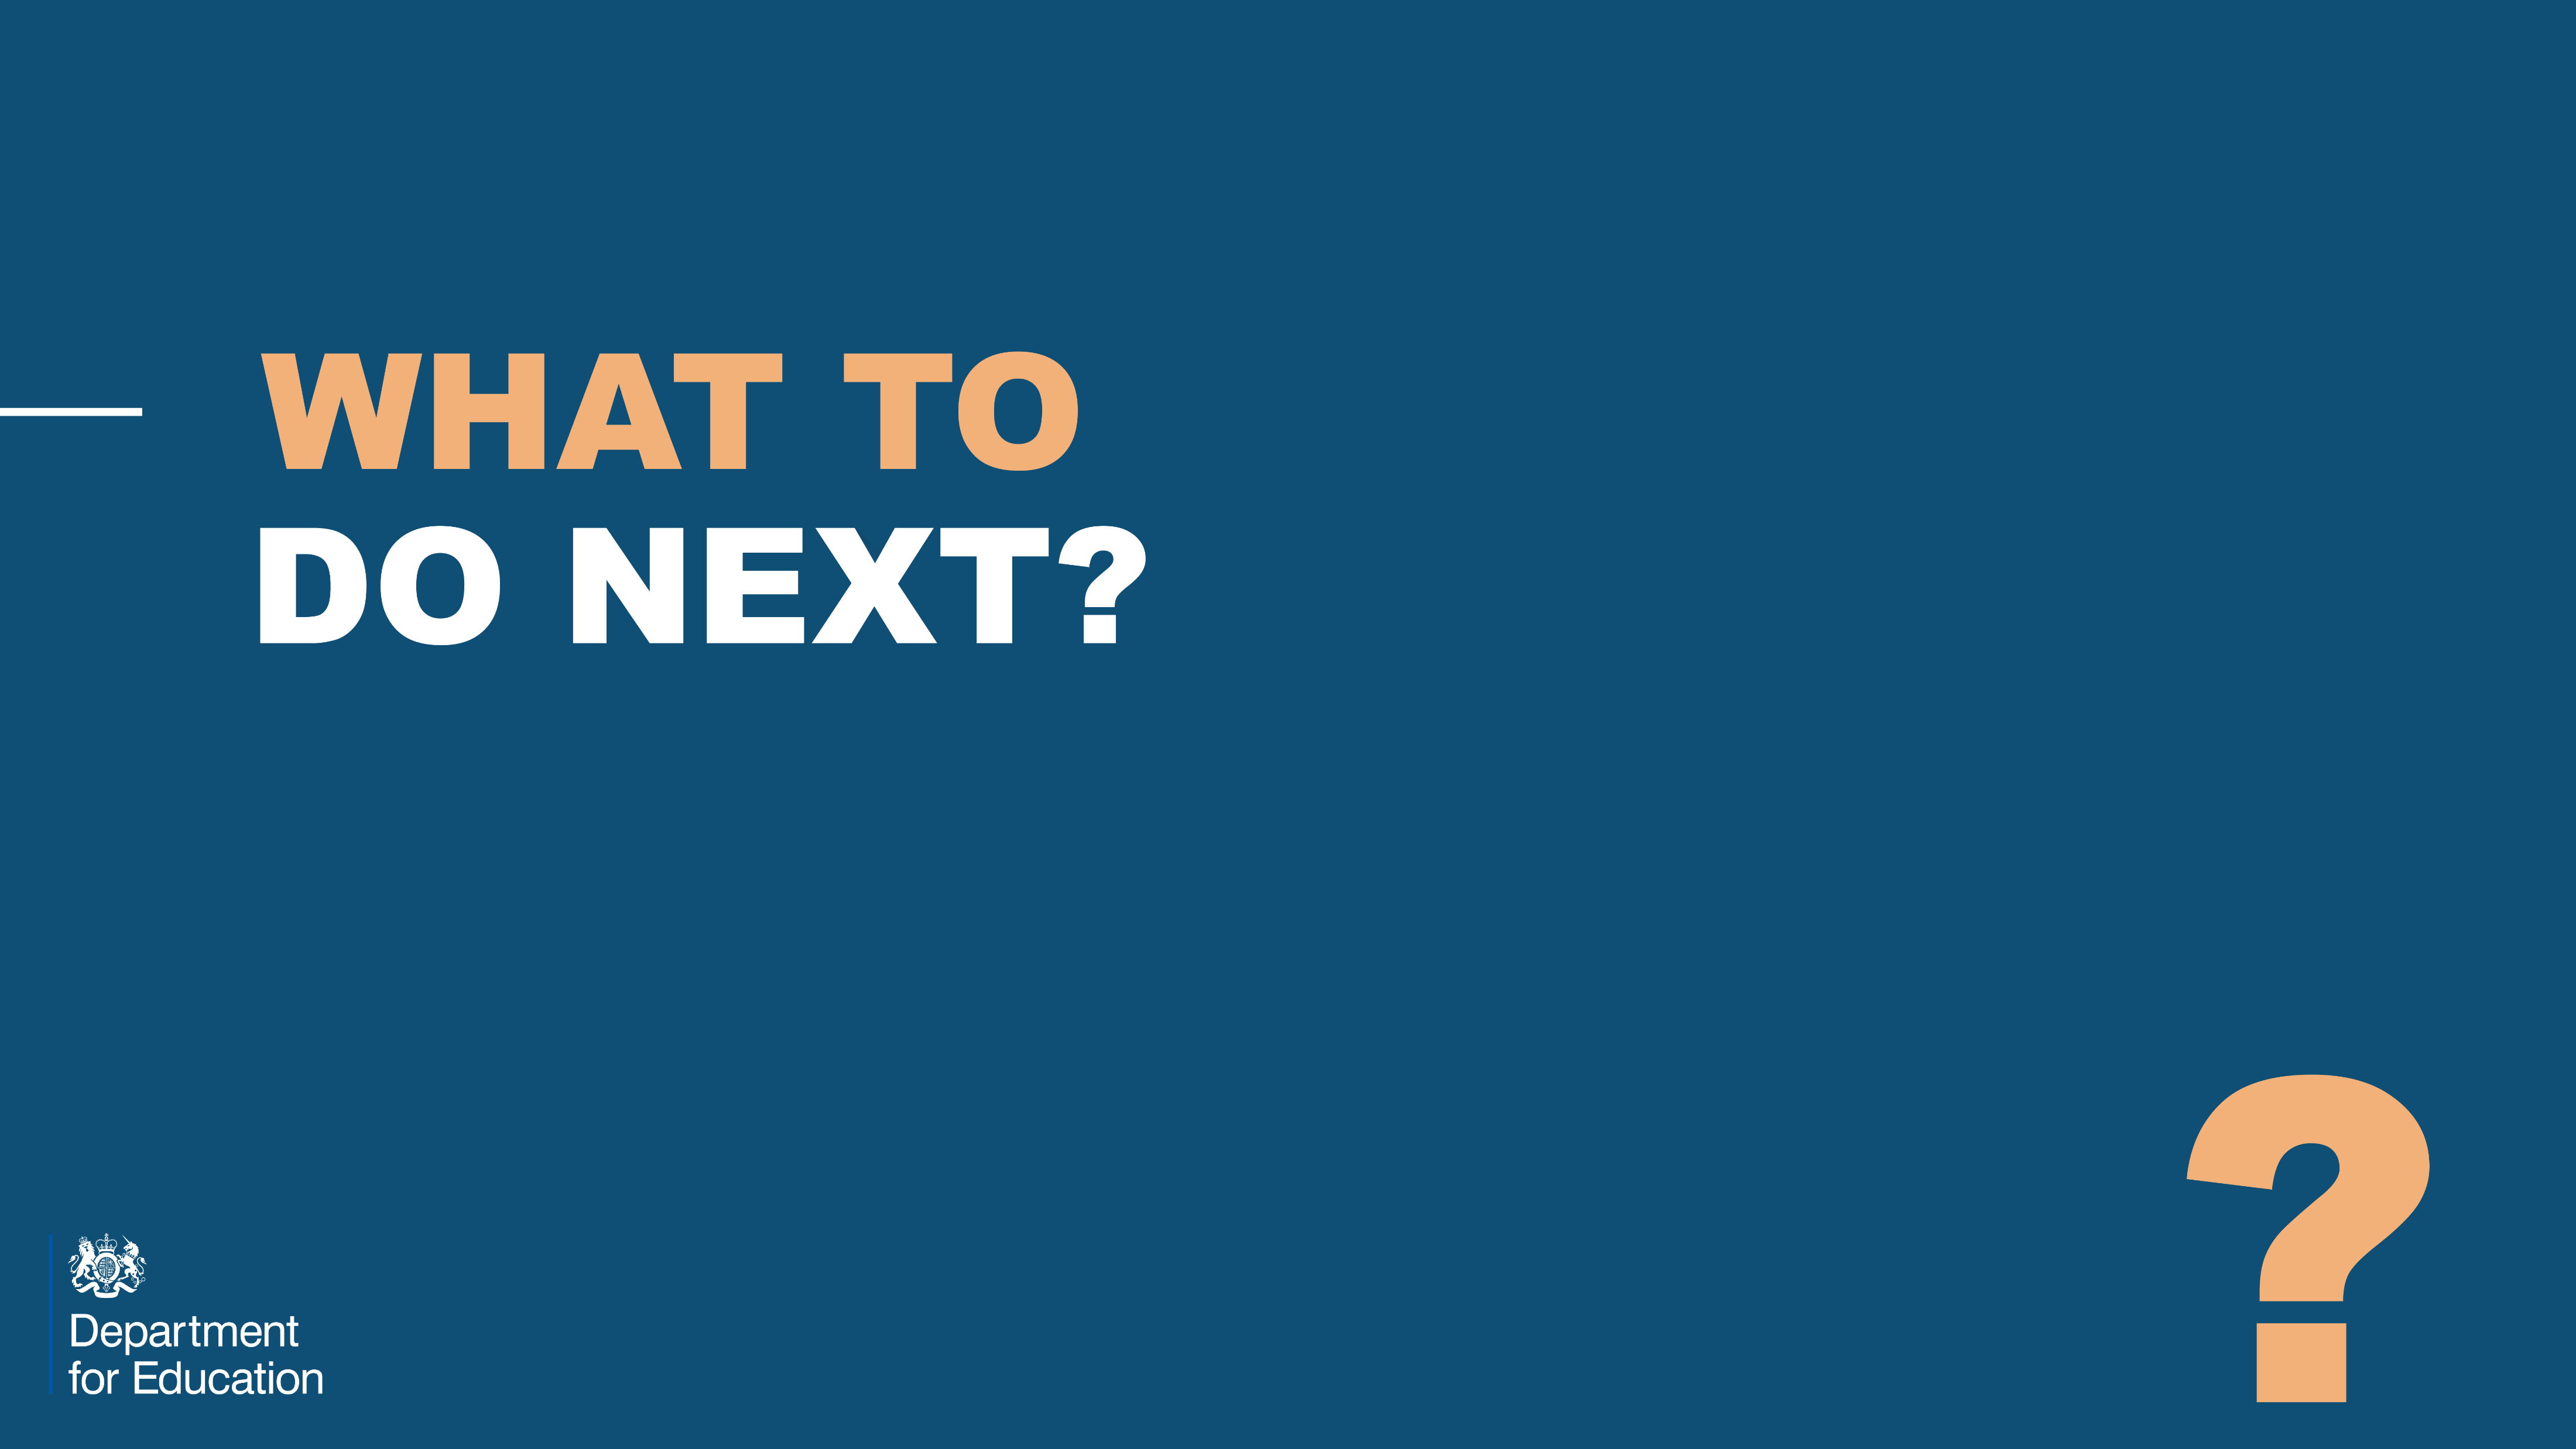 WHAT TO
DO NEXT?
?
Department
for Education